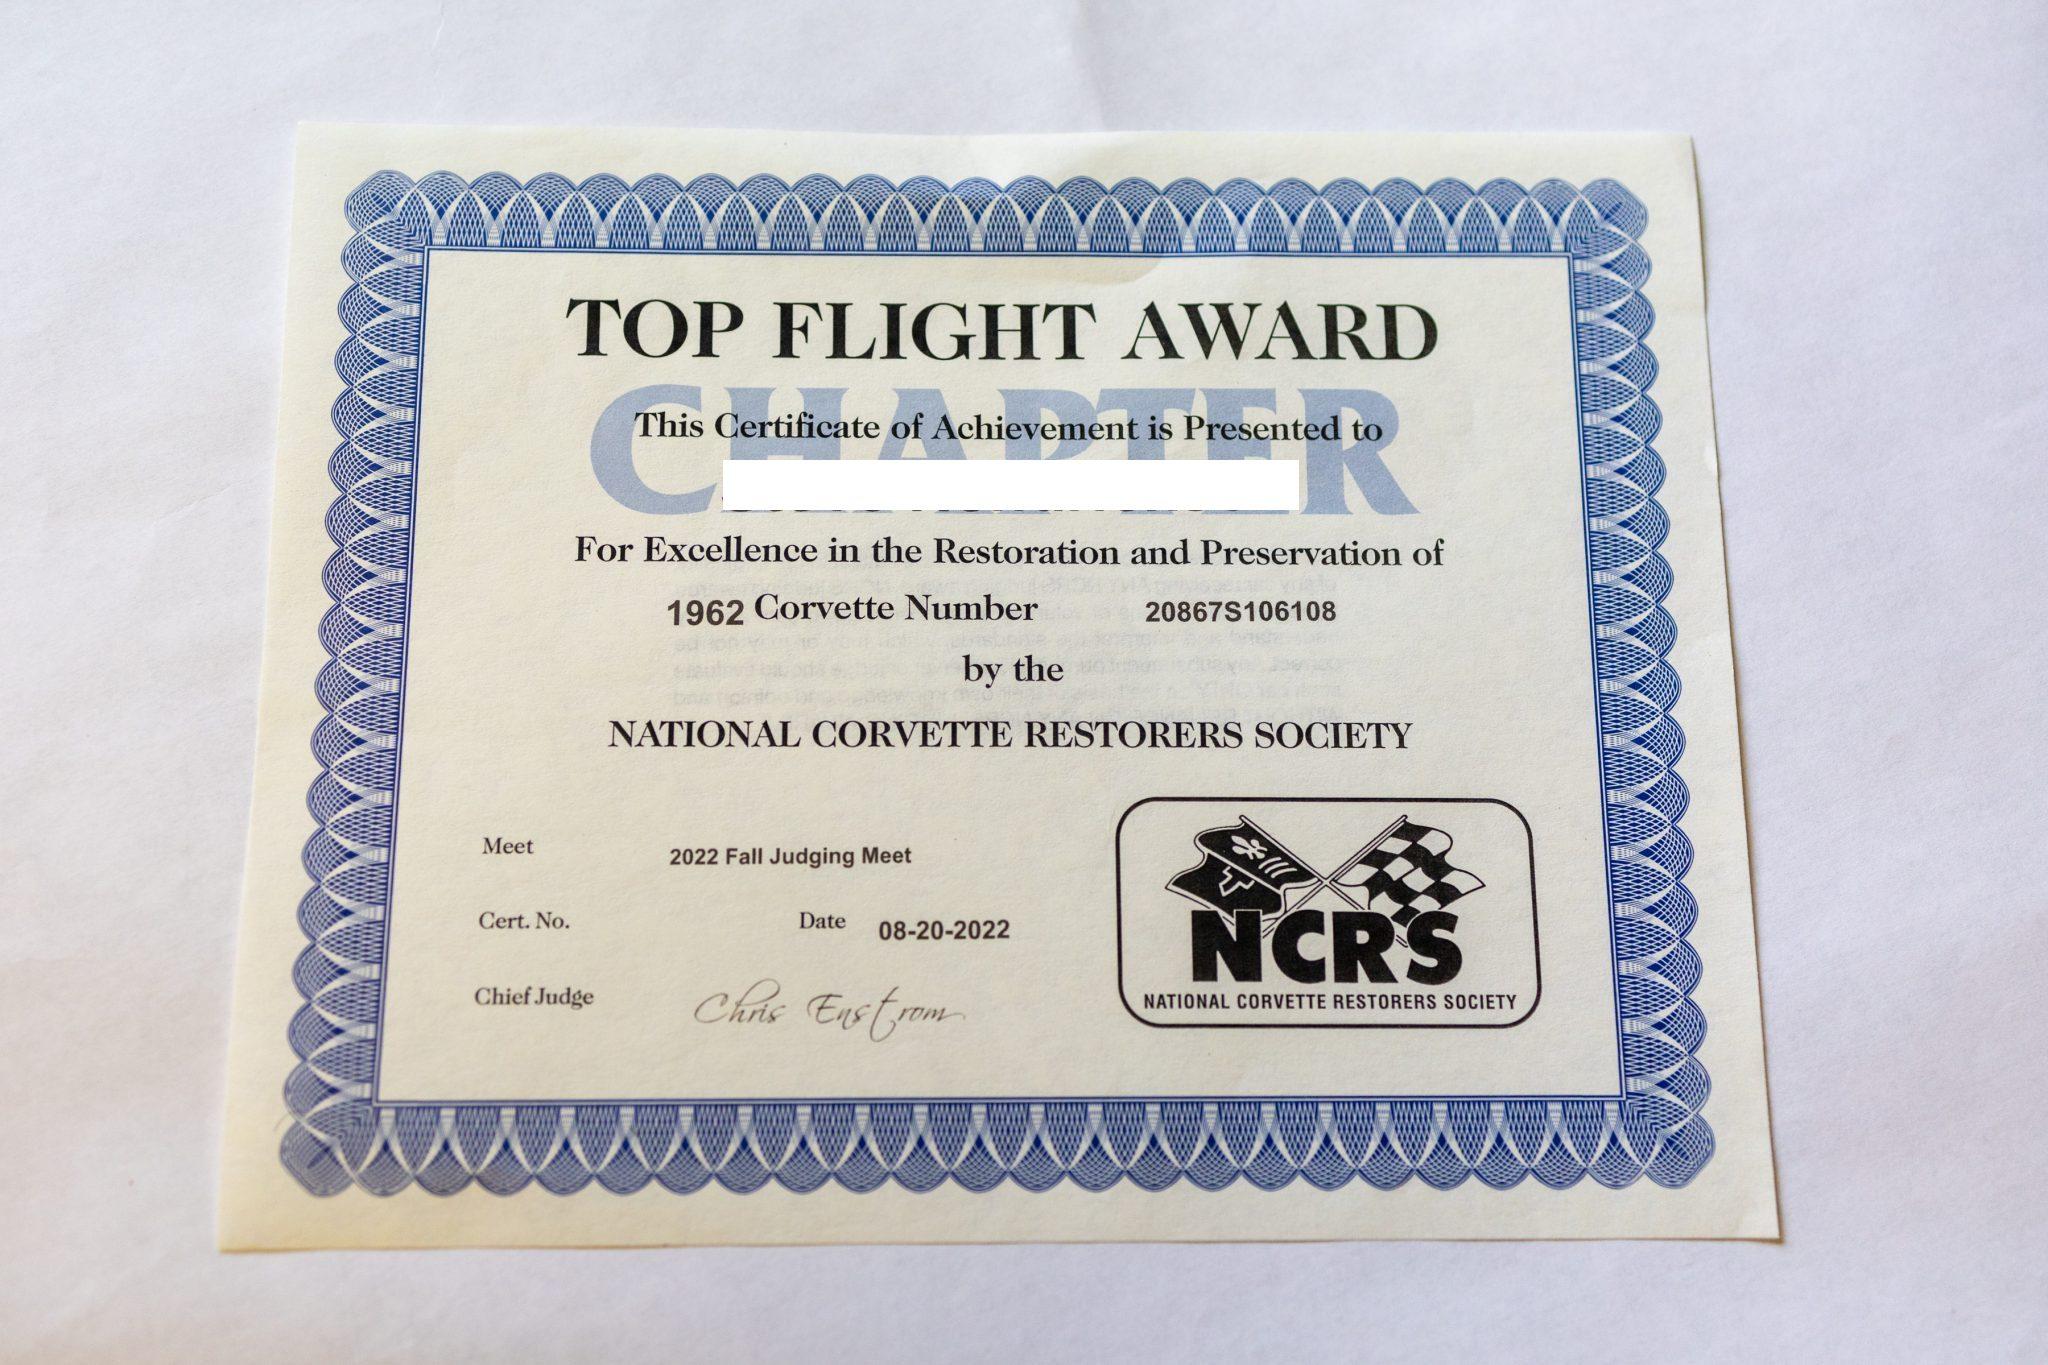 TOP FLIGHT AWARD
CHAPTER
This Certificate of Achievement is Presented to
For Excellence in the Restoration and Preservation of
1962 Corvette Number 20867S106108
by the
NATIONAL CORVETTE RESTORERS SOCIETY
Meet 2022 Fall Judging Meet
Cert. No. Date 08-20-2022
Chief Judge Chris Enstrom
NCRS
NATIONAL CORVETTE RESTORERS SOCIETY